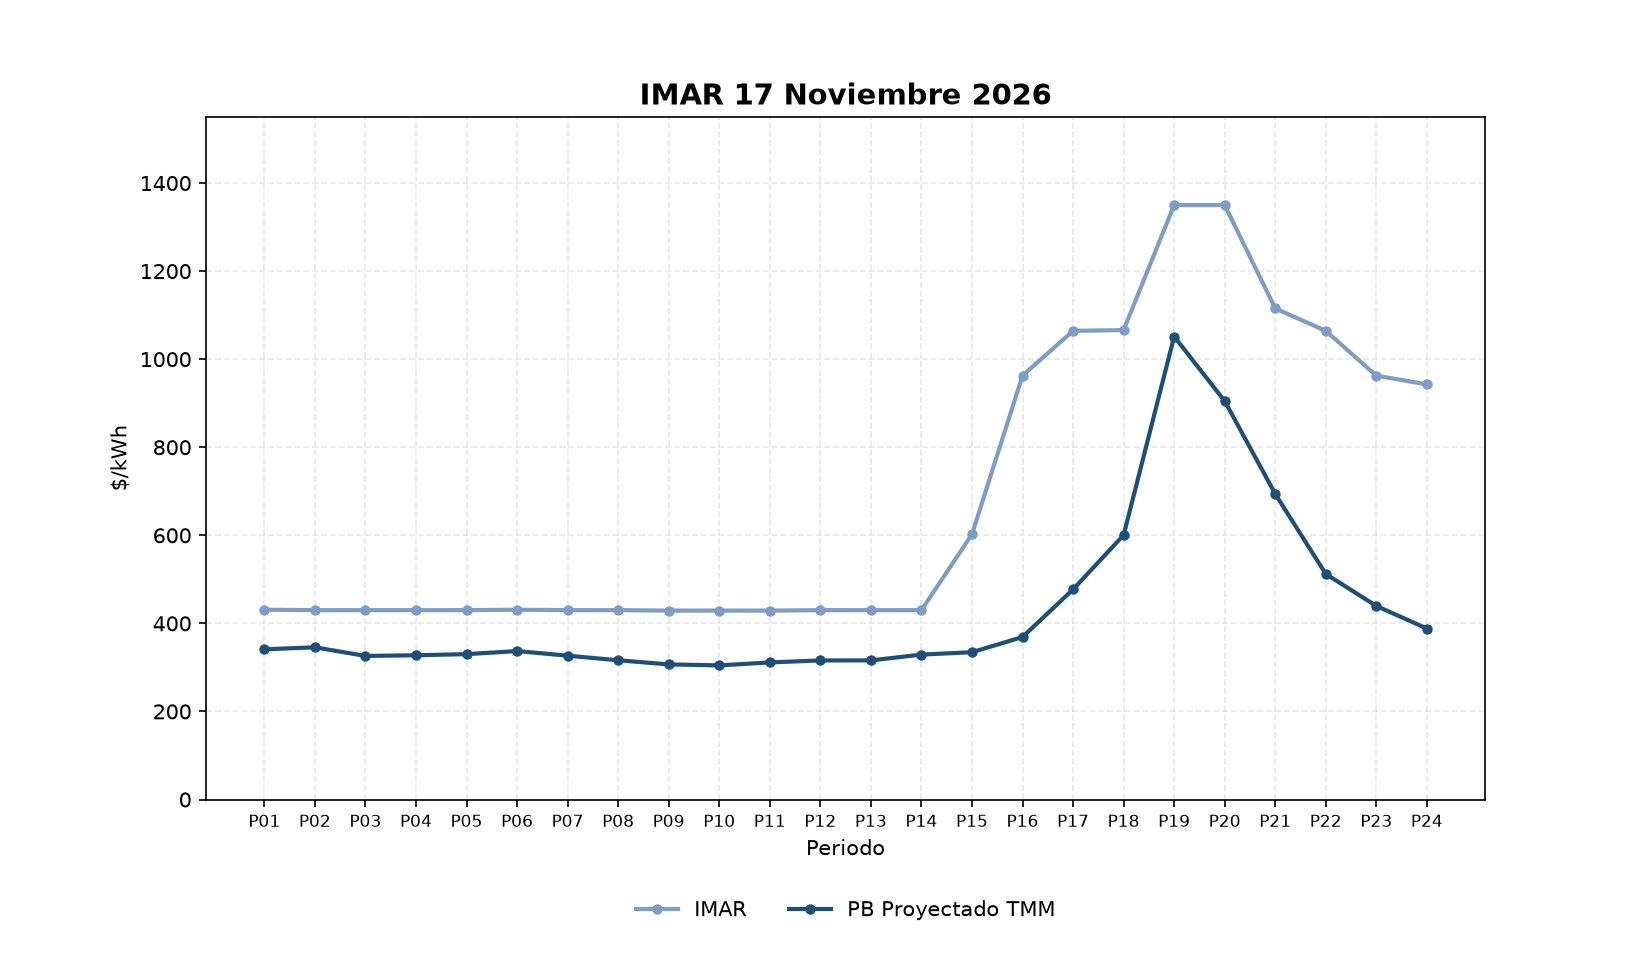 IMAR 17 Noviembre 2026
1400
1200
1000
800
600
400
200
0
$/kWh
P01 P02 P03 P04 P05 P06 P07 P08 P09 P10 P11 P12 P13 P14 P15 P16 P17 P18 P19 P20 P21 P22 P23 P24
Periodo
IMAR PB Proyectado TMM